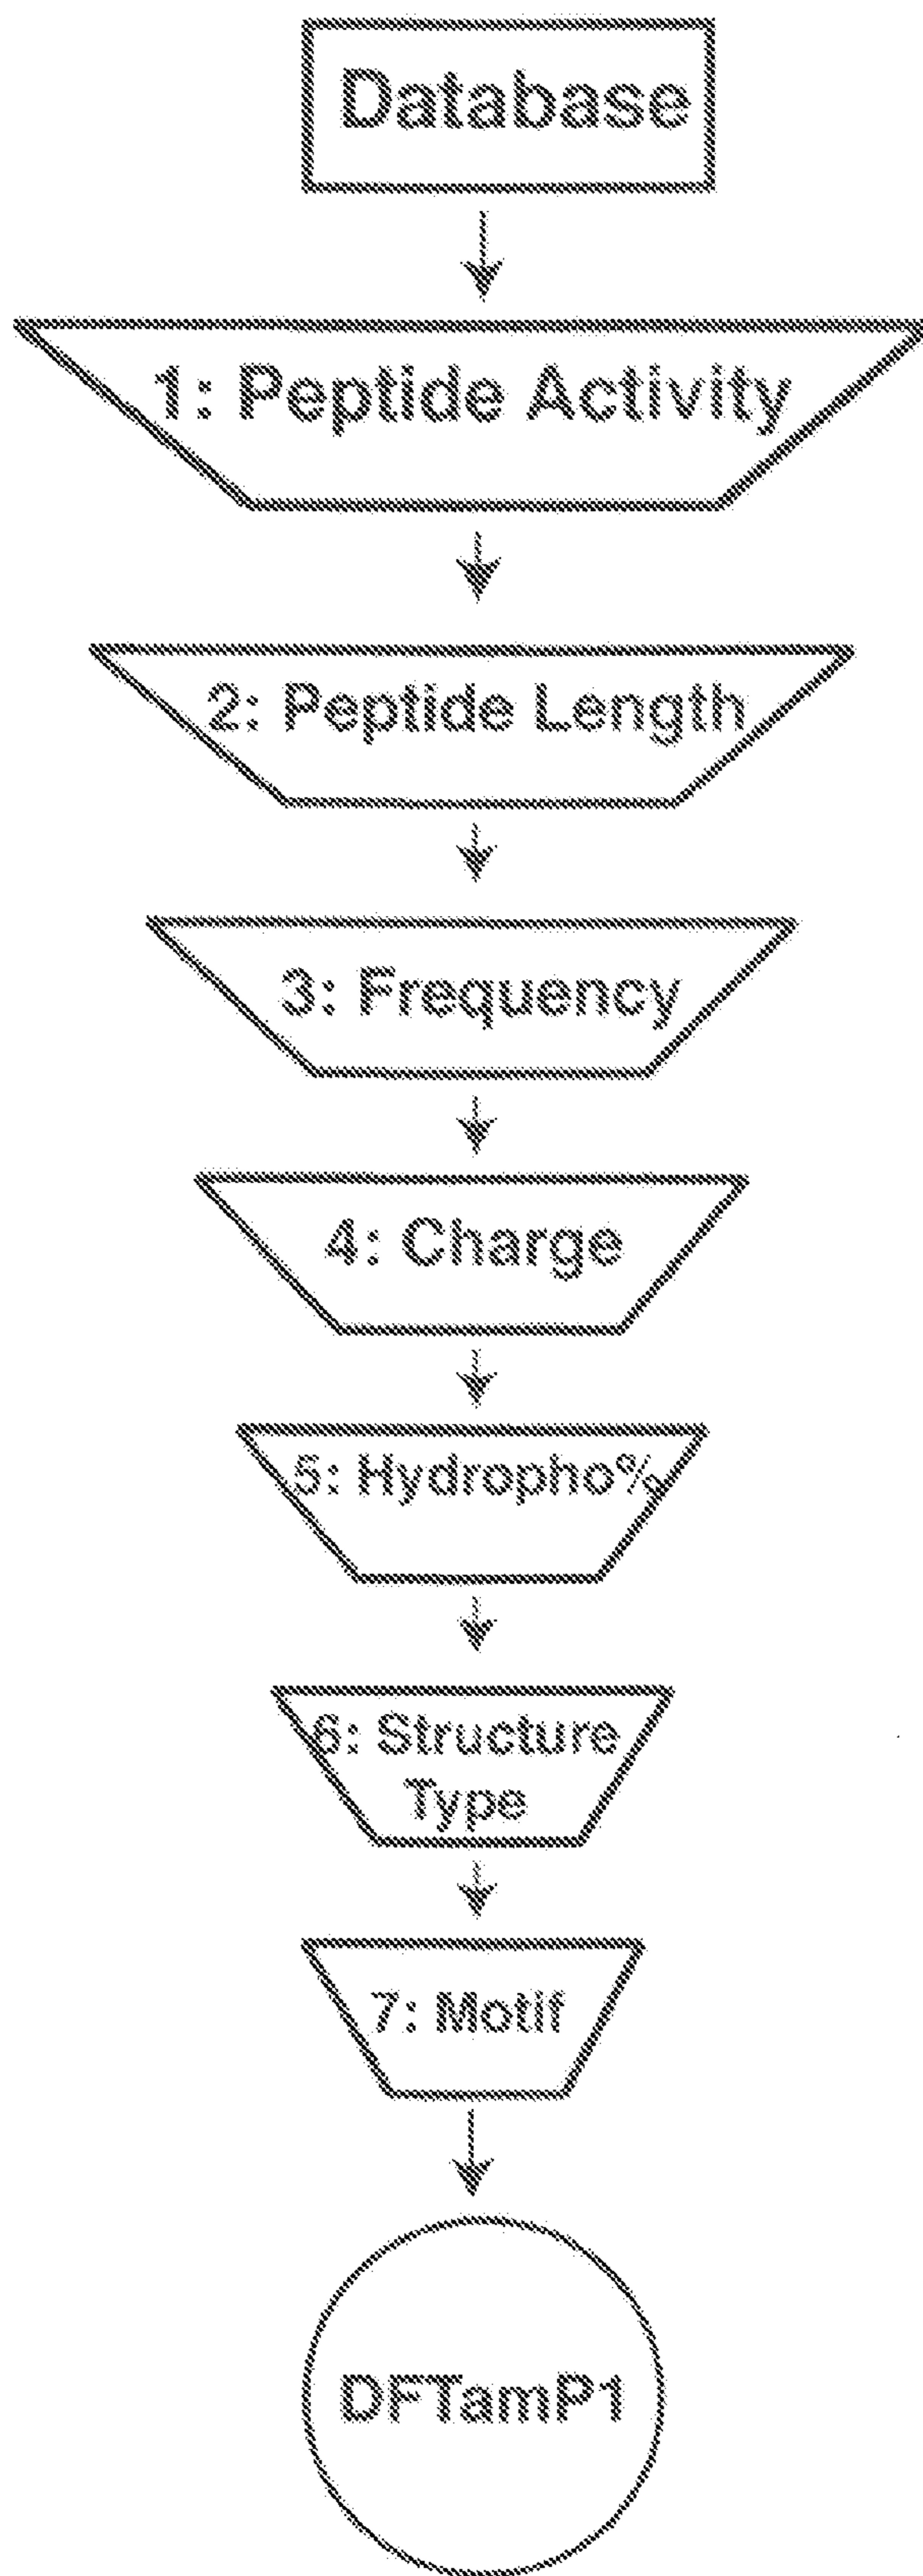 Database
1: Peptide Activity
2: Peptide Length
3: Frequency
4: Charge
5: Hydropho%
6: Structure
Type
7: Motif
DFTamP1